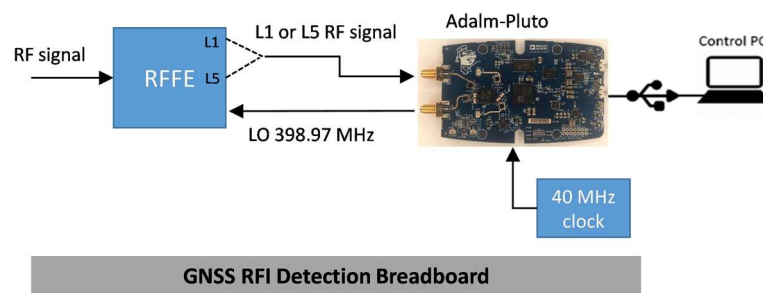 Adalm-Pluto
L1 or L5 RF signal
Control PC
RF signal
L1
RFFE
L5
LO 398.97 MHz
40 MHz
clock
GNSS RFI Detection Breadboard